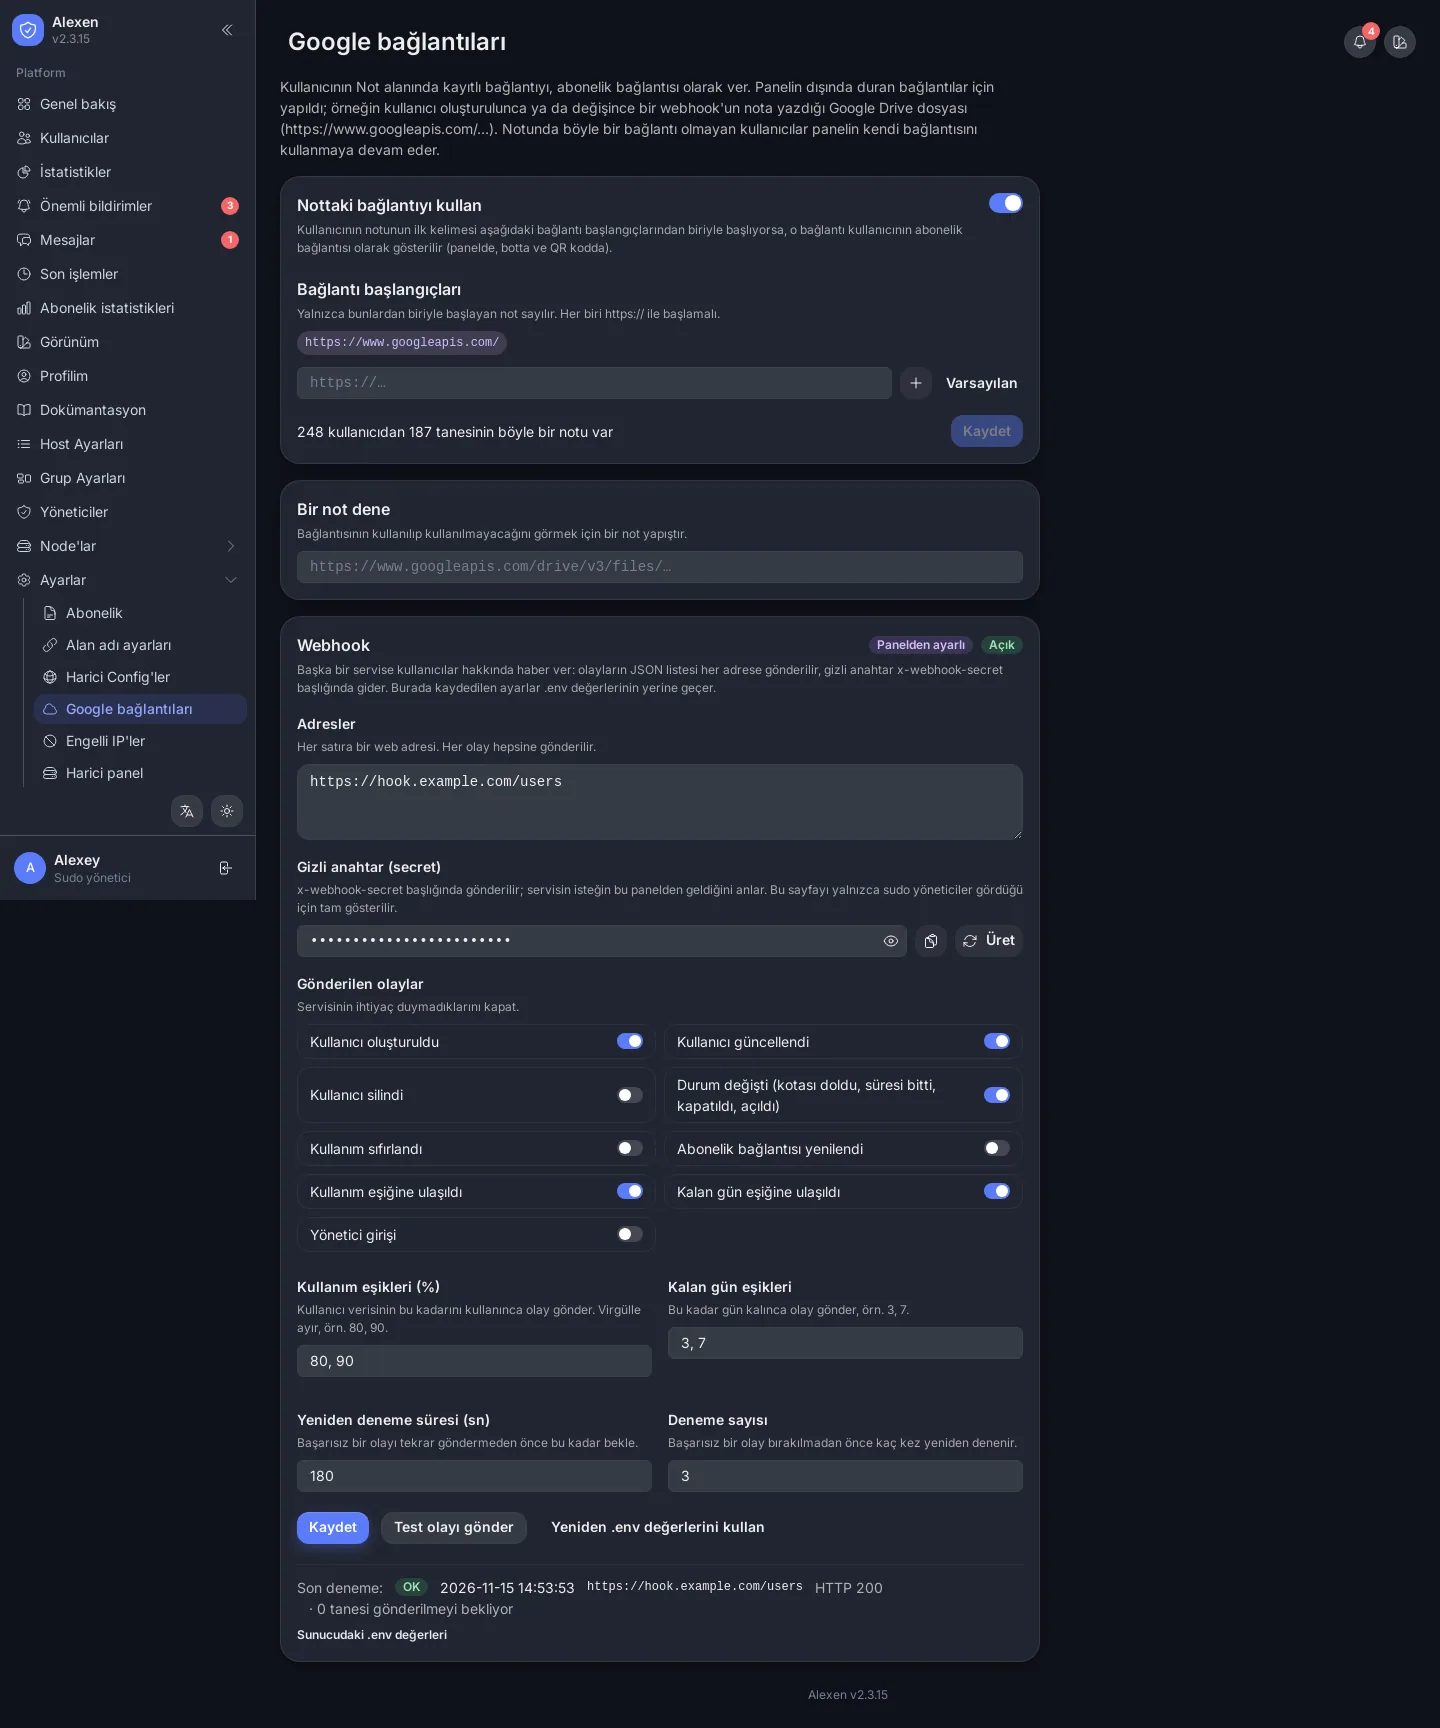 Alexen
v2.3.15
Platform
Genel bakış
Kullanıcılar
İstatistikler
Önemli bildirimler 3
Mesajlar 1
Son işlemler
Abonelik istatistikleri
Görünüm
Profilim
Dokümantasyon
Host Ayarları
Grup Ayarları
Yöneticiler
Node'lar
Ayarlar
Abonelik
Alan adı ayarları
Harici Config'ler
Google bağlantıları
Engelli IP'ler
Harici panel
A
Alexey
Sudo yönetici
Google bağlantıları
4
Kullanıcının Not alanında kayıtlı bağlantıyı, abonelik bağlantısı olarak ver. Panelin dışında duran bağlantılar için
yapıldı; örneğin kullanıcı oluşturulunca ya da değişince bir webhook'un nota yazdığı Google Drive dosyası
(https://www.googleapis.com/…). Notunda böyle bir bağlantı olmayan kullanıcılar panelin kendi bağlantısını
kullanmaya devam eder.
Nottaki bağlantıyı kullan
Kullanıcının notunun ilk kelimesi aşağıdaki bağlantı başlangıçlarından biriyle başlıyorsa, o bağlantı kullanıcının abonelik
bağlantısı olarak gösterilir (panelde, botta ve QR kodda).
Bağlantı başlangıçları
Yalnızca bunlardan biriyle başlayan not sayılır. Her biri https:// ile başlamalı.
https://www.googleapis.com/
https://…
Varsayılan
248 kullanıcıdan 187 tanesinin böyle bir notu var
Kaydet
Bir not dene
Bağlantısının kullanılıp kullanılmayacağını görmek için bir not yapıştır.
https://www.googleapis.com/drive/v3/files/…
Webhook
Panelden ayarlı
Açık
Başka bir servise kullanıcılar hakkında haber ver: olayların JSON listesi her adrese gönderilir, gizli anahtar x-webhook-secret
başlığında gider. Burada kaydedilen ayarlar .env değerlerinin yerine geçer.
Adresler
Her satıra bir web adresi. Her olay hepsine gönderilir.
https://hook.example.com/users
Gizli anahtar (secret)
x-webhook-secret başlığında gönderilir; servisin isteğin bu panelden geldiğini anlar. Bu sayfayı yalnızca sudo yöneticiler gördüğü
için tam gösterilir.
••••••••••••••••••••••••
Üret
Gönderilen olaylar
Servisinin ihtiyaç duymadıklarını kapat.
Kullanıcı oluşturuldu
Kullanıcı güncellendi
Kullanıcı silindi
Durum değişti (kotası doldu, süresi bitti,
kapatıldı, açıldı)
Kullanım sıfırlandı
Abonelik bağlantısı yenilendi
Kullanım eşiğine ulaşıldı
Kalan gün eşiğine ulaşıldı
Yönetici girişi
Kullanım eşikleri (%)
Kullanıcı verisinin bu kadarını kullanınca olay gönder. Virgülle
ayır, örn. 80, 90.
80, 90
Kalan gün eşikleri
Bu kadar gün kalınca olay gönder, örn. 3, 7.
3, 7
Yeniden deneme süresi (sn)
Başarısız bir olayı tekrar göndermeden önce bu kadar bekle.
180
Deneme sayısı
Başarısız bir olay bırakılmadan önce kaç kez yeniden denenir.
3
Kaydet
Test olayı gönder
Yeniden .env değerlerini kullan
Son deneme: OK 2026-11-15 14:53:53 https://hook.example.com/users HTTP 200
· 0 tanesi gönderilmeyi bekliyor
Sunucudaki .env değerleri
Alexen v2.3.15